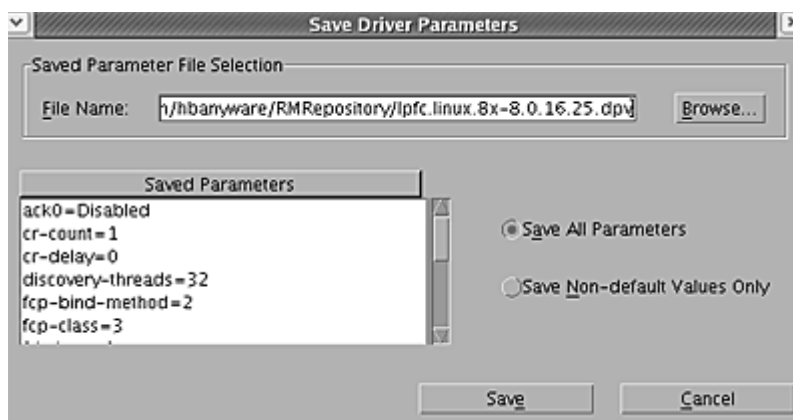 Save Driver Parameters
Saved Parameter File Selection
File Name: n/hbanyware/RMRepository/lpfc.linux.8x-8.0.16.25.dpv Browse...
Saved Parameters
ack0=Disabled
cr-count=1
cr-delay=0
discovery-threads=32
fcp-bind-method=2
fcp-class=3
Save All Parameters
Save Non-default Values Only
Save Cancel